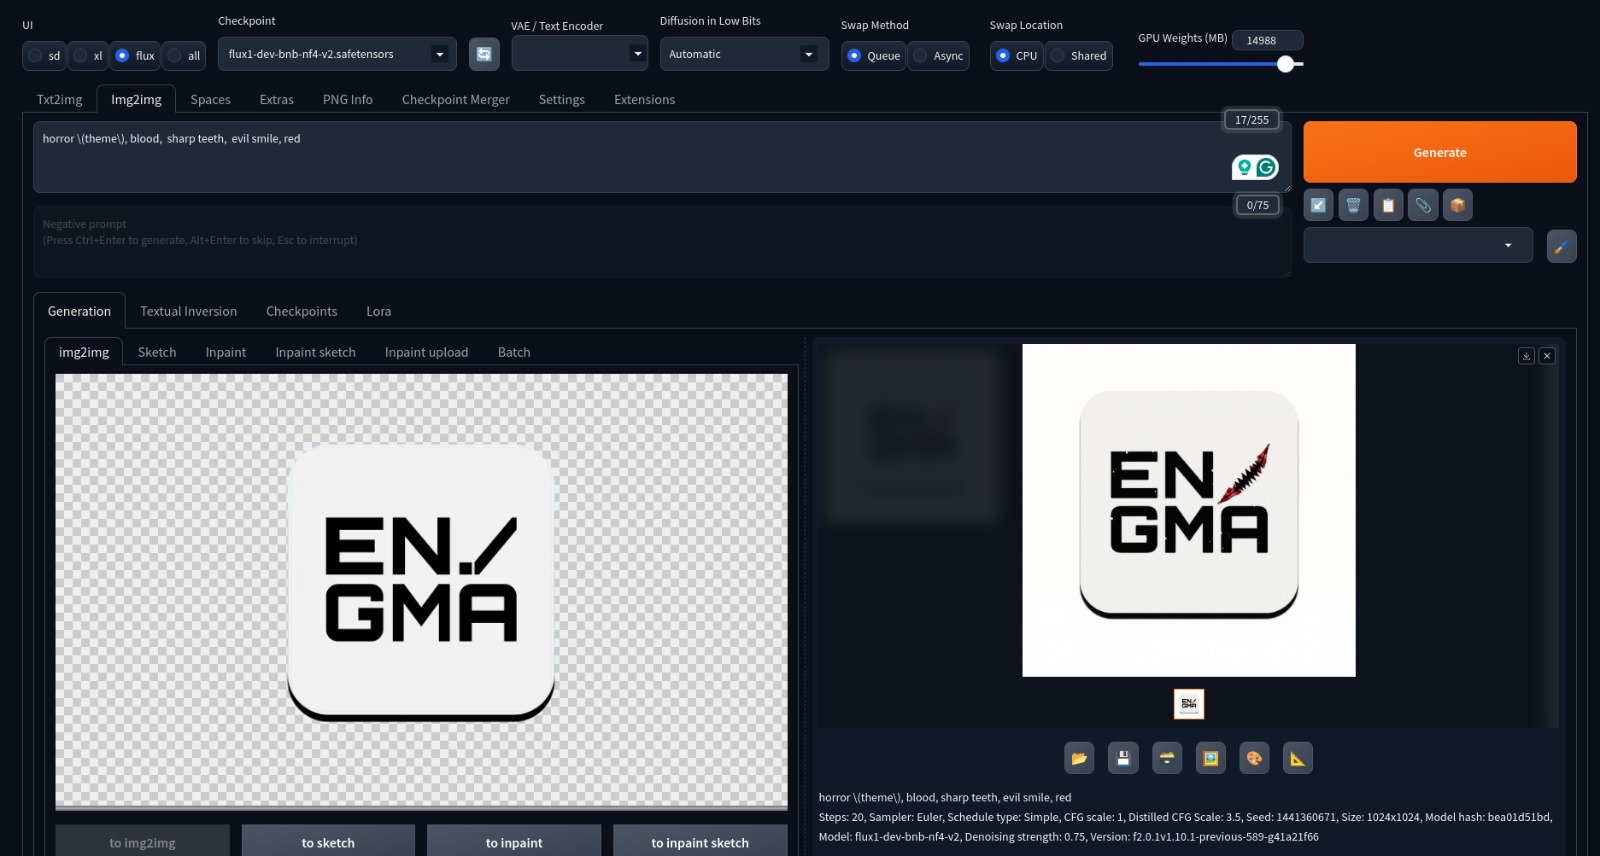 UI
Checkpoint
VAE / Text Encoder
Diffusion in Low Bits
Swap Method
Swap Location
GPU Weights (MB)
14988
sd
xl
flux
all
flux1-dev-bnb-nf4-v2.safetensors
Automatic
Queue
Async
CPU
Shared
Txt2img
Img2img
Spaces
Extras
PNG Info
Checkpoint Merger
Settings
Extensions
17/255
horror \(theme\), blood,  sharp teeth,  evil smile, red
Generate
0/75
Negative prompt
(Press Ctrl+Enter to generate, Alt+Enter to skip, Esc to interrupt)
Generation
Textual Inversion
Checkpoints
Lora
img2img
Sketch
Inpaint
Inpaint sketch
Inpaint upload
Batch
EN./
GMA
EN
GMA
EN/
GMA
horror \(theme\), blood, sharp teeth, evil smile, red
Steps: 20, Sampler: Euler, Schedule type: Simple, CFG scale: 1, Distilled CFG Scale: 3.5, Seed: 1441360671, Size: 1024x1024, Model hash: bea01d51bd,
Model: flux1-dev-bnb-nf4-v2, Denoising strength: 0.75, Version: f2.0.1v1.10.1-previous-589-g41a21f66
to img2img
to sketch
to inpaint
to inpaint sketch